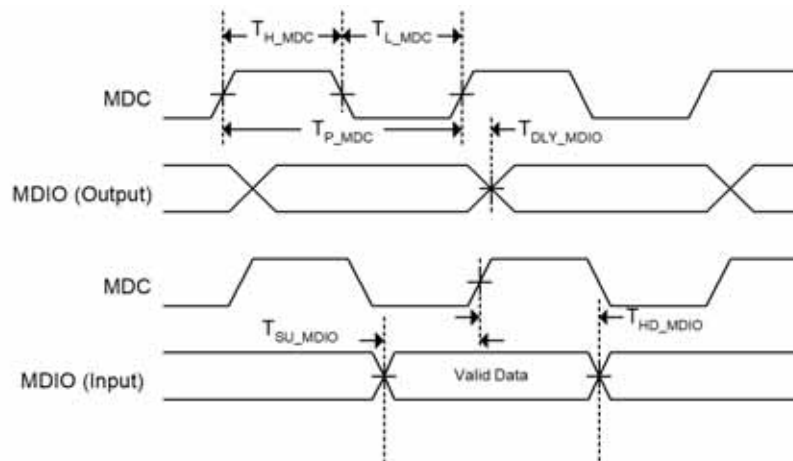 T_H_MDC T_L_MDC
MDC
T_P_MDC T_DLY_MDIO
MDIO (Output)
MDC
T_SU_MDIO T_HD_MDIO
MDIO (Input) Valid Data